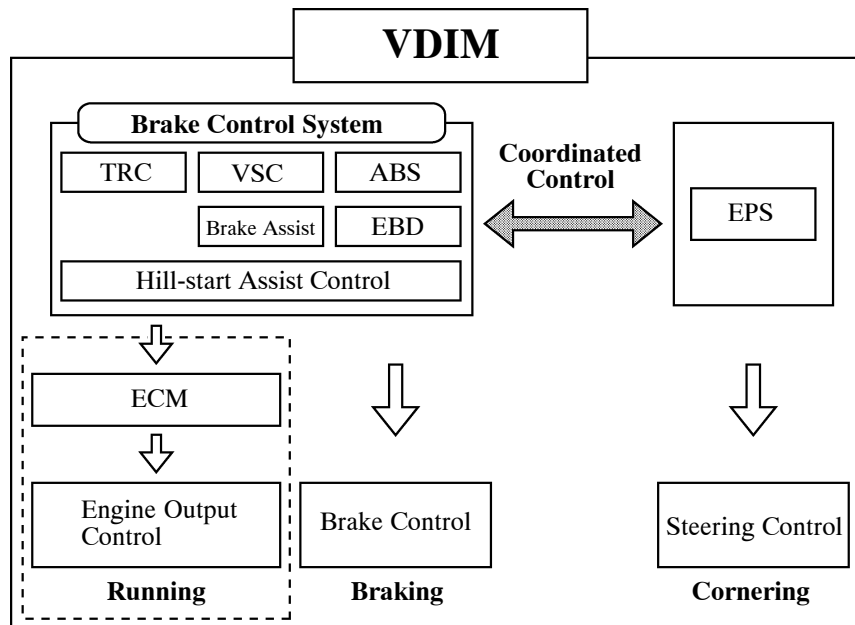 VDIM
Brake Control System
TRC
VSC
ABS
Brake Assist
EBD
Hill-start Assist Control
Coordinated
Control
EPS
ECM
Engine Output
Control
Brake Control
Steering Control
Running
Braking
Cornering